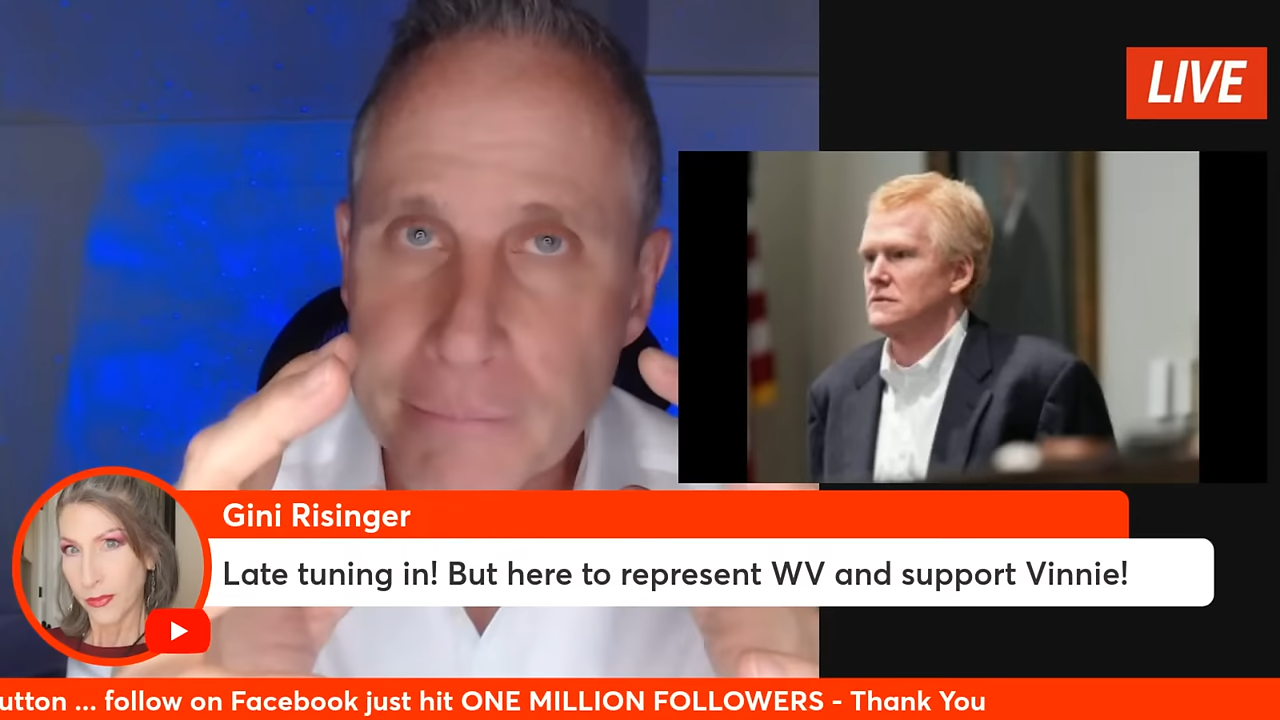 LIVE
Gini Risinger
Late tuning in! But here to represent WV and support Vinnie!
utton ... follow on Facebook just hit ONE MILLION FOLLOWERS - Thank You